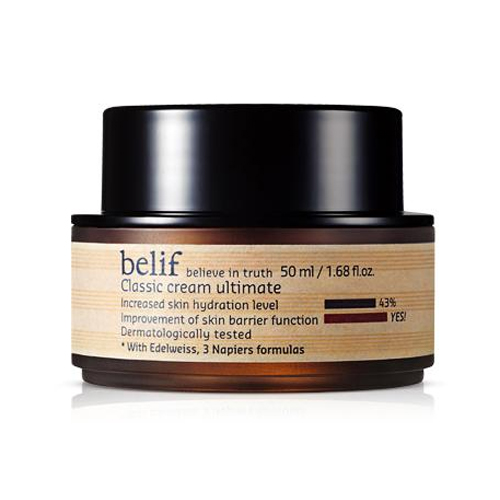 belif believe in truth 50 ml / 1.68 fl.oz.
Classic cream ultimate
Increased skin hydration level 43%
Improvement of skin barrier function YES!
Dermatologically tested
* With Edelweiss, 3 Napiers formulas